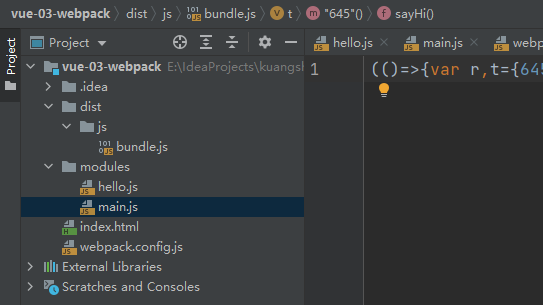 vue-03-webpack dist js bundle.js t "645"() sayHi()
Project
Project
hello.js main.js webp
vue-03-webpack E:\IdeaProjects\kuangsh
1 (()=>{var r,t={645
.idea
dist
js
bundle.js
modules
hello.js
main.js
index.html
webpack.config.js
External Libraries
Scratches and Consoles